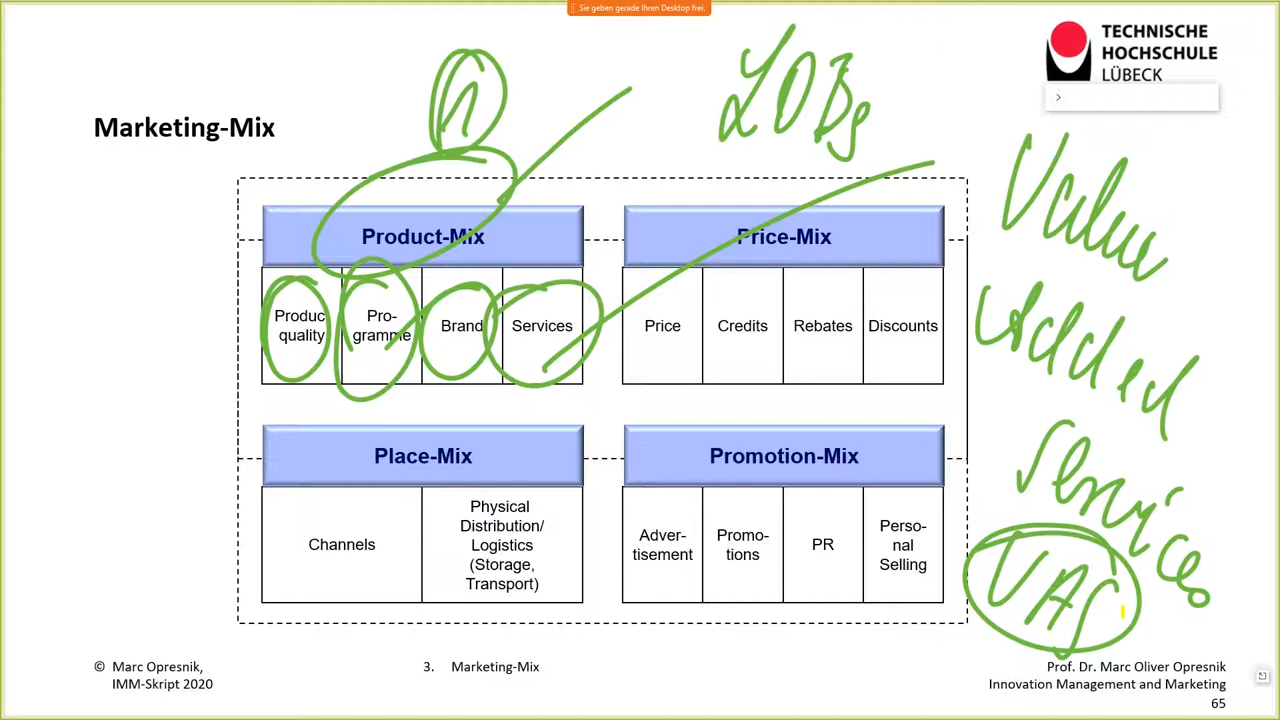 Sie geben gerade Ihren Desktop frei.
TECHNISCHE
HOCHSCHULE
LÜBECK
Marketing-Mix
n
LOBs
Value
Added
Services
VAS
Product-Mix
Produc
quality
Pro-
gramme
Brand
Services
Price-Mix
Price
Credits
Rebates
Discounts
Place-Mix
Channels
Physical
Distribution/
Logistics
(Storage,
Transport)
Promotion-Mix
Adver-
tisement
Promo-
tions
PR
Perso-
nal
Selling
© Marc Opresnik,
IMM-Skript 2020
3. Marketing-Mix
Prof. Dr. Marc Oliver Opresnik
Innovation Management and Marketing
65